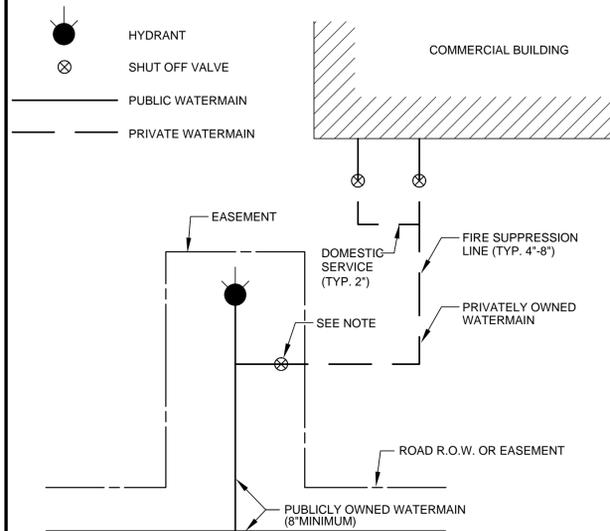 HYDRANT
SHUT OFF VALVE
PUBLIC WATERMAIN
PRIVATE WATERMAIN
COMMERCIAL BUILDING
EASEMENT
DOMESTIC
SERVICE
(TYP. 2")
FIRE SUPPRESSION
LINE (TYP. 4"-8")
PRIVATELY OWNED
WATERMAIN
SEE NOTE
ROAD R.O.W. OR EASEMENT
PUBLICLY OWNED WATERMAIN
(8"MINIMUM)